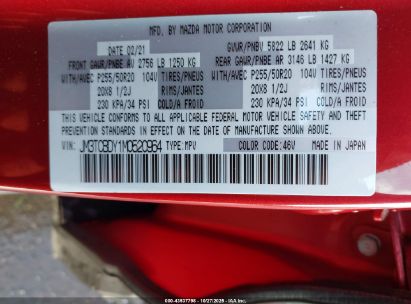 MFD. BY MAZDA MOTOR CORPORATION
DATE 02/21 GVWR/PNBV 5822 LB 2641 KG
FRONT GAWR/PNBE AV 2756 LB 1250 KG REAR GAWR/PNBE AR 3146 LB 1427 KG
WITH/AVEC P255/50R20 104V TIRES/PNEUS WITH/AVEC P255/50R20 104V TIRES/PNEUS
20X8 1/2J RIMS/JANTES 20X8 1/2J RIMS/JANTES
230 KPA/34 PSI COLD/A FROID 230 KPA/34 PSI COLD/A FROID
THIS VEHICLE CONFORMS TO ALL APPLICABLE FEDERAL MOTOR VEHICLE SAFETY AND
THEFT PREVENTION STANDARDS IN EFFECT ON THE DATE OF MANUFACTURE SHOWN ABOVE.
VIN: JM3TCBDY1M0520954 TYPE:MPV COLOR CODE:46V MADE IN JAPAN